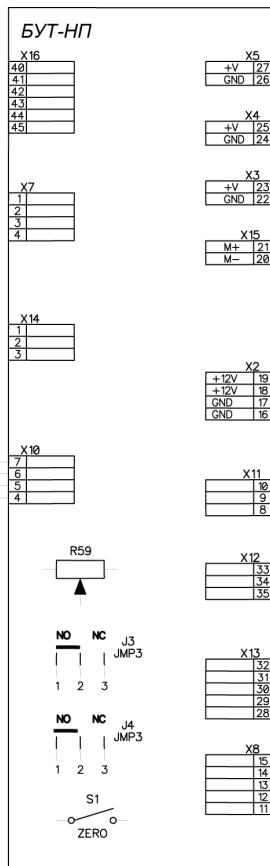 БУТ-НП
X16
40
41
42
43
44
45
X7
1
2
3
4
X14
1
2
3
X10
7
6
5
4
R59
NO NC J3
JMP3
1 2 3
NO NC J4
JMP3
1 2 3
S1
ZERO
X5
+V 27
GND 26
X4
+V 25
GND 24
X3
+V 23
GND 22
X15
M+ 21
M– 20
X2
+12V 19
+12V 18
GND 17
GND 16
X11
10
9
8
X12
33
34
35
X13
32
31
30
29
28
X8
15
14
13
12
11